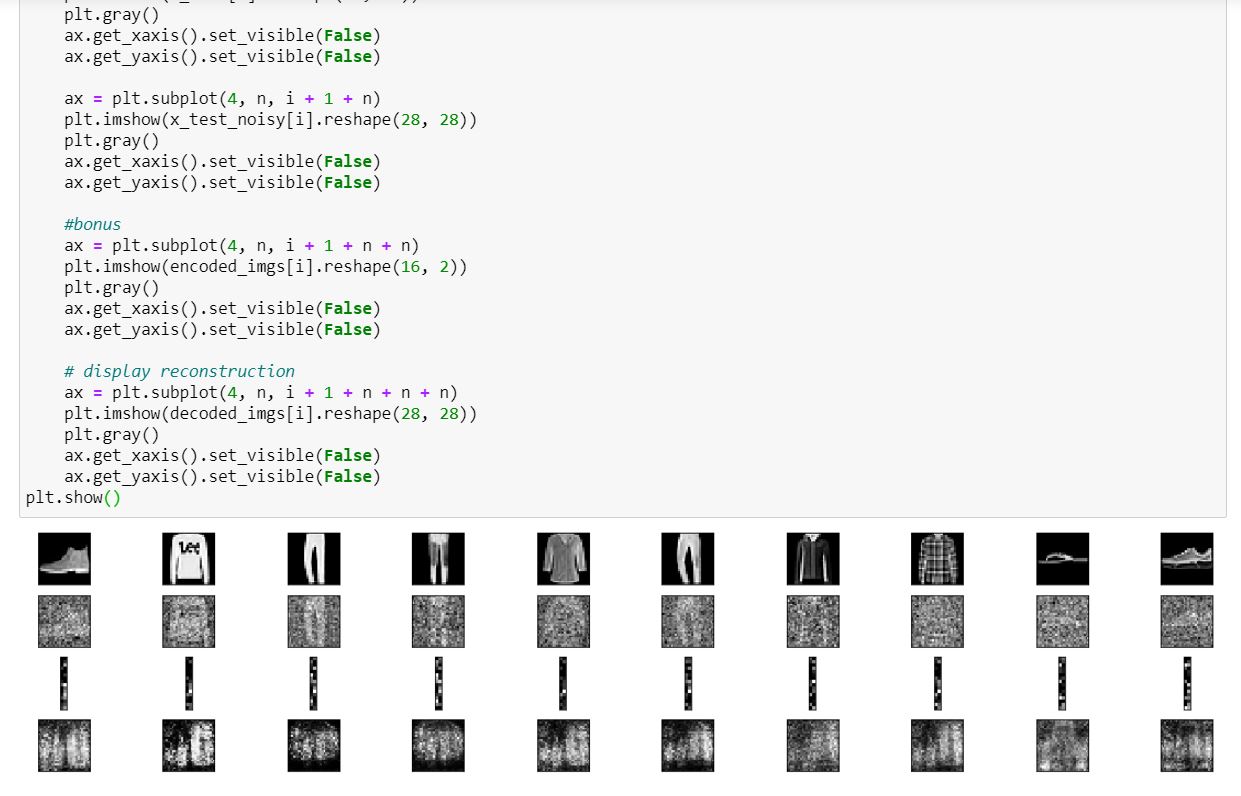 plt.gray()
ax.get_xaxis().set_visible(False)
ax.get_yaxis().set_visible(False)
ax = plt.subplot(4, n, i + 1 + n)
plt.imshow(x_test_noisy[i].reshape(28, 28))
plt.gray()
ax.get_xaxis().set_visible(False)
ax.get_yaxis().set_visible(False)
#bonus
ax = plt.subplot(4, n, i + 1 + n + n)
plt.imshow(encoded_imgs[i].reshape(16, 2))
plt.gray()
ax.get_xaxis().set_visible(False)
ax.get_yaxis().set_visible(False)
# display reconstruction
ax = plt.subplot(4, n, i + 1 + n + n + n)
plt.imshow(decoded_imgs[i].reshape(28, 28))
plt.gray()
ax.get_xaxis().set_visible(False)
ax.get_yaxis().set_visible(False)
plt.show()
Lee